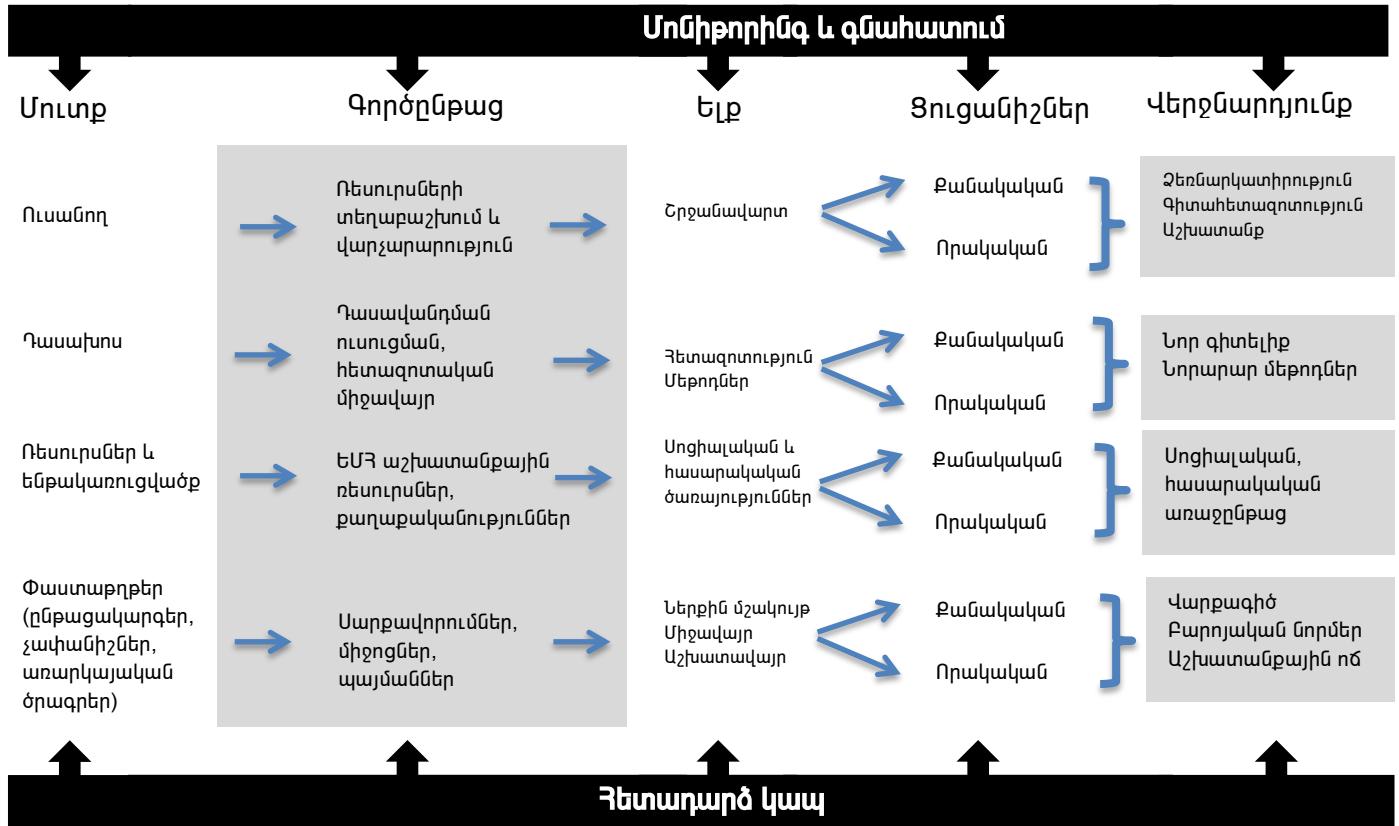 Մոնիթորինգ և գնահատում
Մուտք
Գործընթաց
Ելք
Ցուցանիշներ
Վերջնարդյունք
Ուսանող
Ռեսուրսների
տեղաբաշխում և
վարչարարություն
Շրջանավարտ
Քանակական
Որակական
Ձեռնարկատիրություն
Գիտահետազոտություն
Աշխատանք
Դասախոս
Դասավանդման
ուսուցման,
հետազոտական
միջավայր
Հետազոտություն
Մեթոդներ
Քանակական
Որակական
Նոր գիտելիք
Նորարար մեթոդներ
Ռեսուրսներ և
ենթակառուցվածք
ԵՄՀ աշխատանքային
ռեսուրսներ,
քաղաքականություններ
Սոցիալական և
հասարակական
ծառայություններ
Քանակական
Որակական
Սոցիալական,
հասարակական
առաջընթաց
Փաստաթղթեր
(ընթացակարգեր,
չափանիշներ,
առարկայական
ծրագրեր)
Սարքավորումներ,
միջոցներ,
պայմաններ
Ներքին մշակույթ
Միջավայր
Աշխատավայր
Քանակական
Որակական
Վարքագիծ
Բարոյական նորմեր
Աշխատանքային ոճ
Հետադարձ կապ